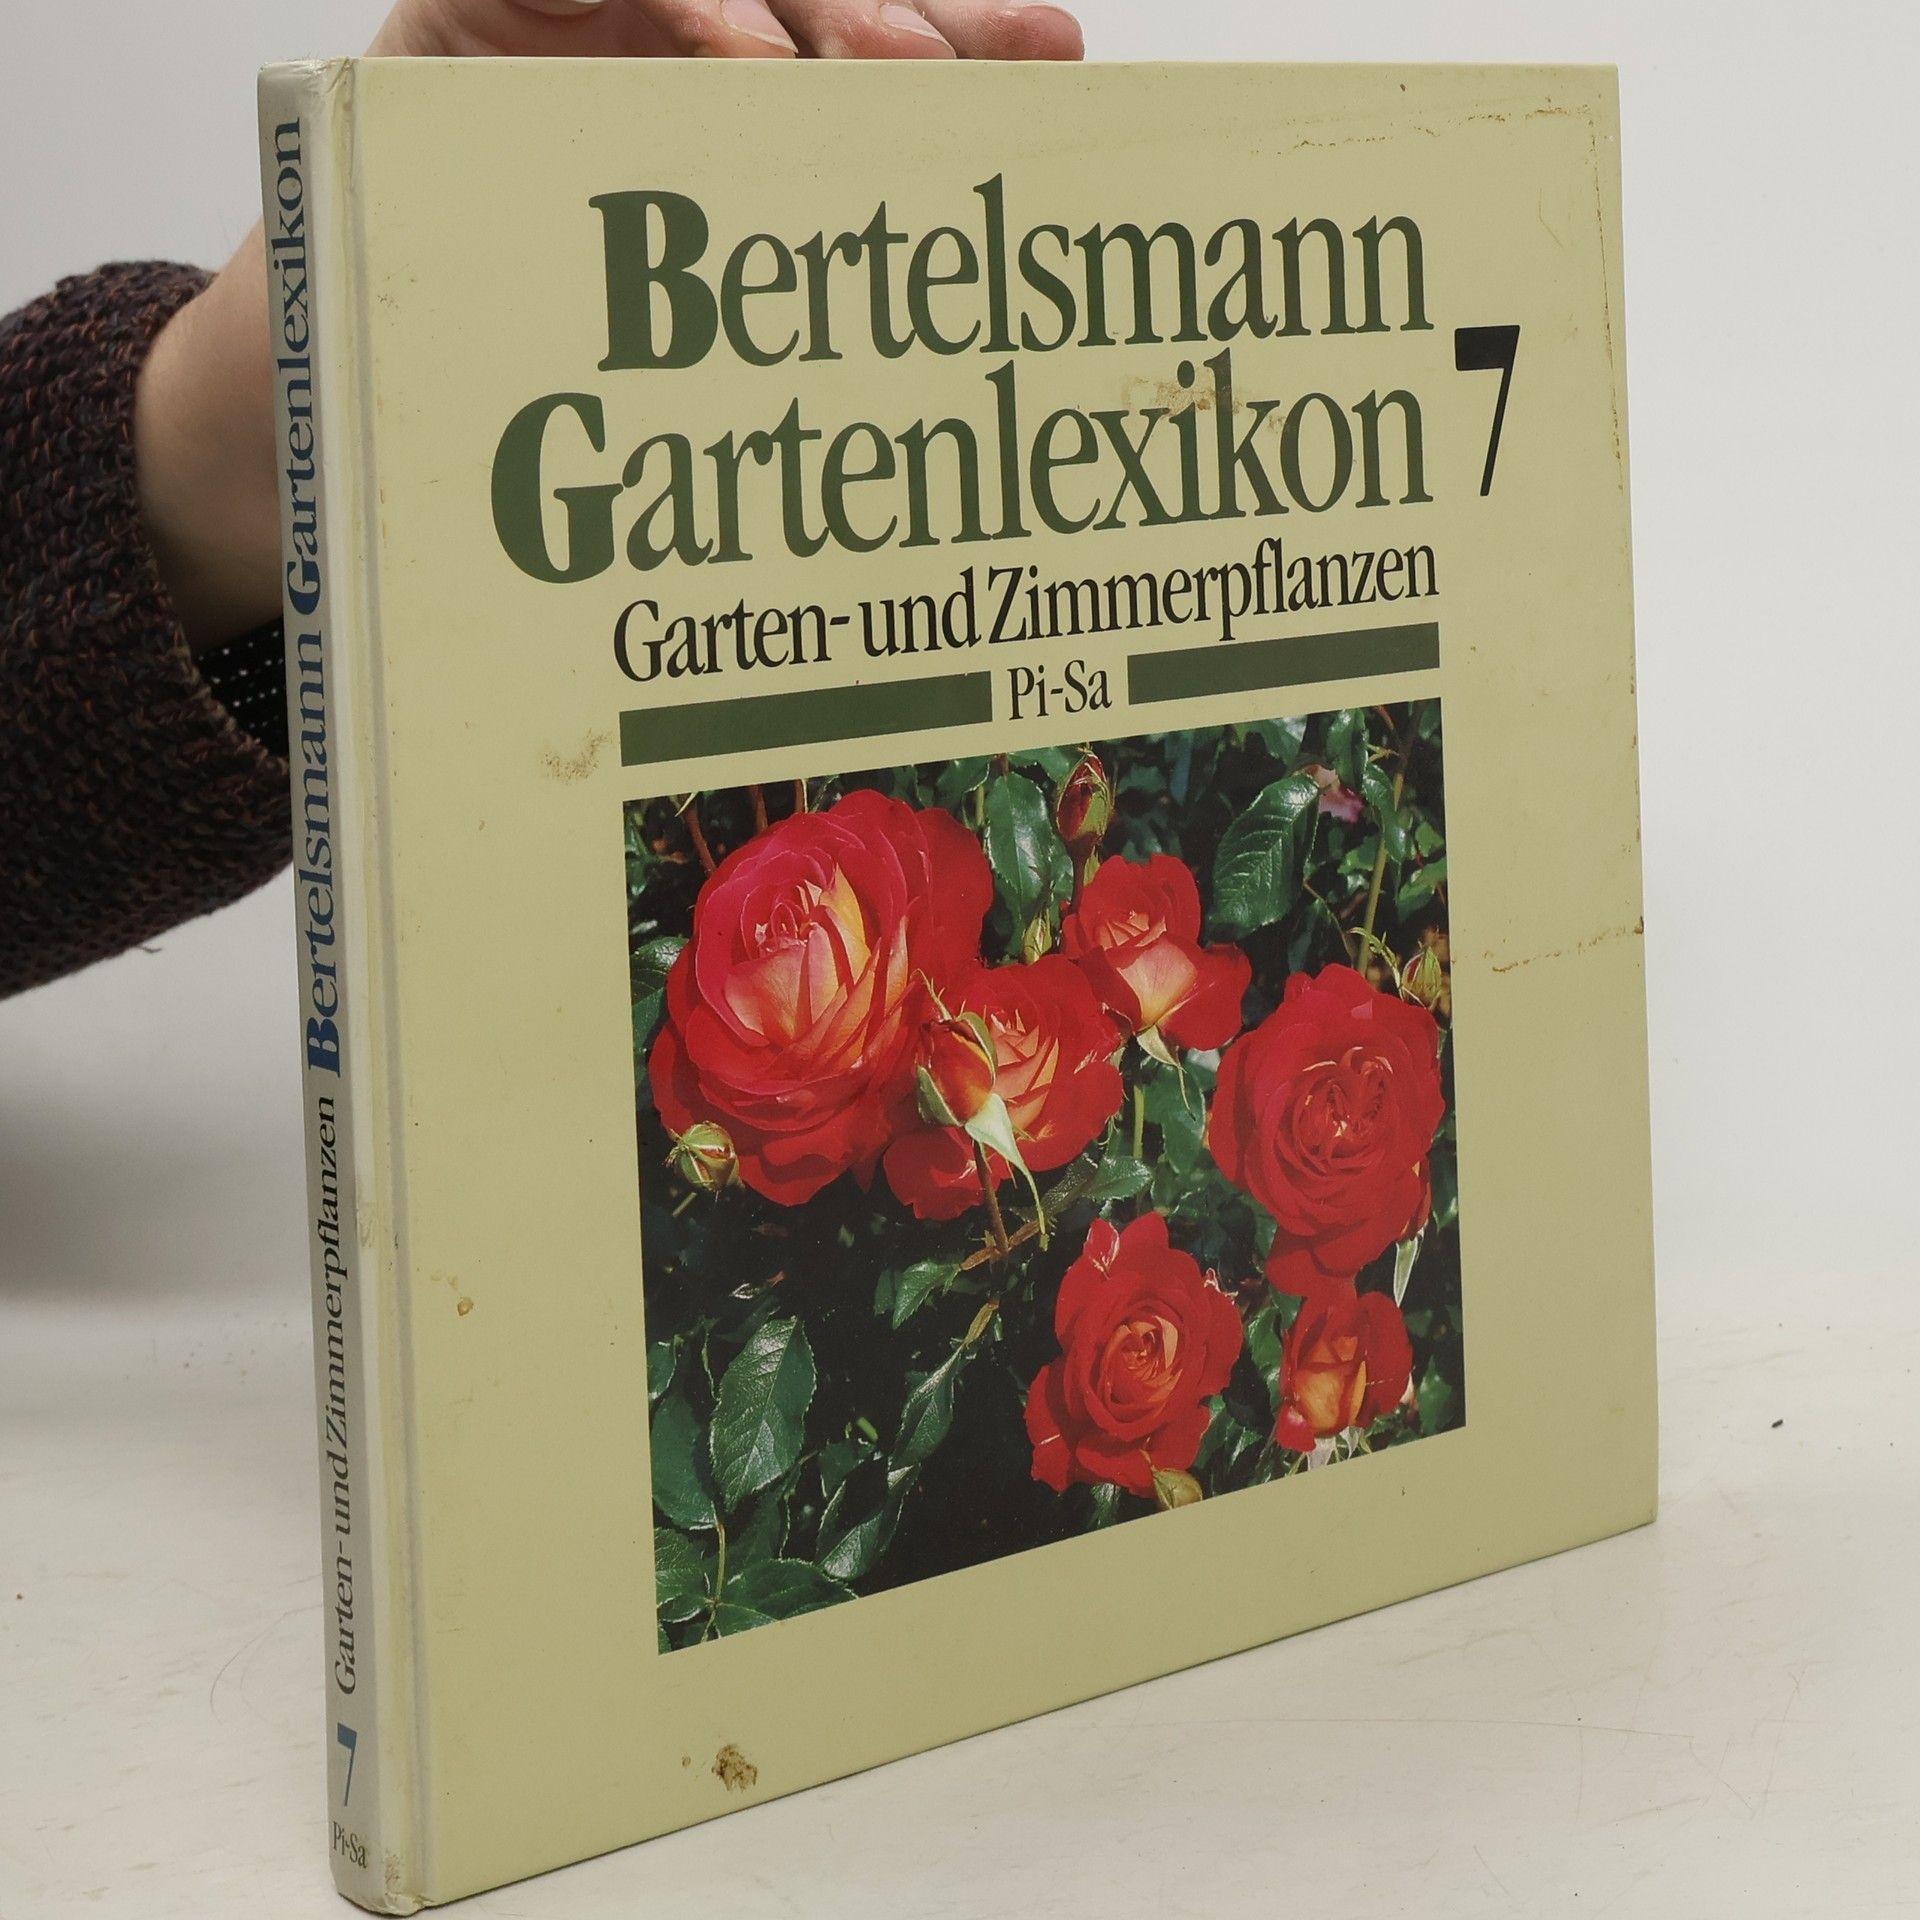 Bertelsmann
Gartenlexikon 7
Garten- und Zimmerpflanzen
Pi-Sa
7 Garten- und Zimmerpflanzen Bertelsmann Gartenlexikon
Pi-Sa